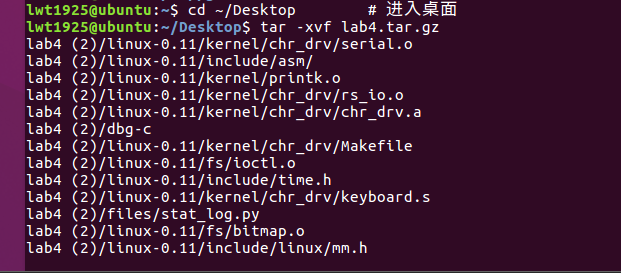 lwt1925@ubuntu:~$ cd ~/Desktop        # 进入桌面
lwt1925@ubuntu:~/Desktop$ tar -xvf lab4.tar.gz
lab4 (2)/linux-0.11/kernel/chr_drv/serial.o
lab4 (2)/linux-0.11/include/asm/
lab4 (2)/linux-0.11/kernel/printk.o
lab4 (2)/linux-0.11/kernel/chr_drv/rs_io.o
lab4 (2)/linux-0.11/kernel/chr_drv/chr_drv.a
lab4 (2)/dbg-c
lab4 (2)/linux-0.11/kernel/chr_drv/Makefile
lab4 (2)/linux-0.11/fs/ioctl.o
lab4 (2)/linux-0.11/include/time.h
lab4 (2)/linux-0.11/kernel/chr_drv/keyboard.s
lab4 (2)/files/stat_log.py
lab4 (2)/linux-0.11/fs/bitmap.o
lab4 (2)/linux-0.11/include/linux/mm.h